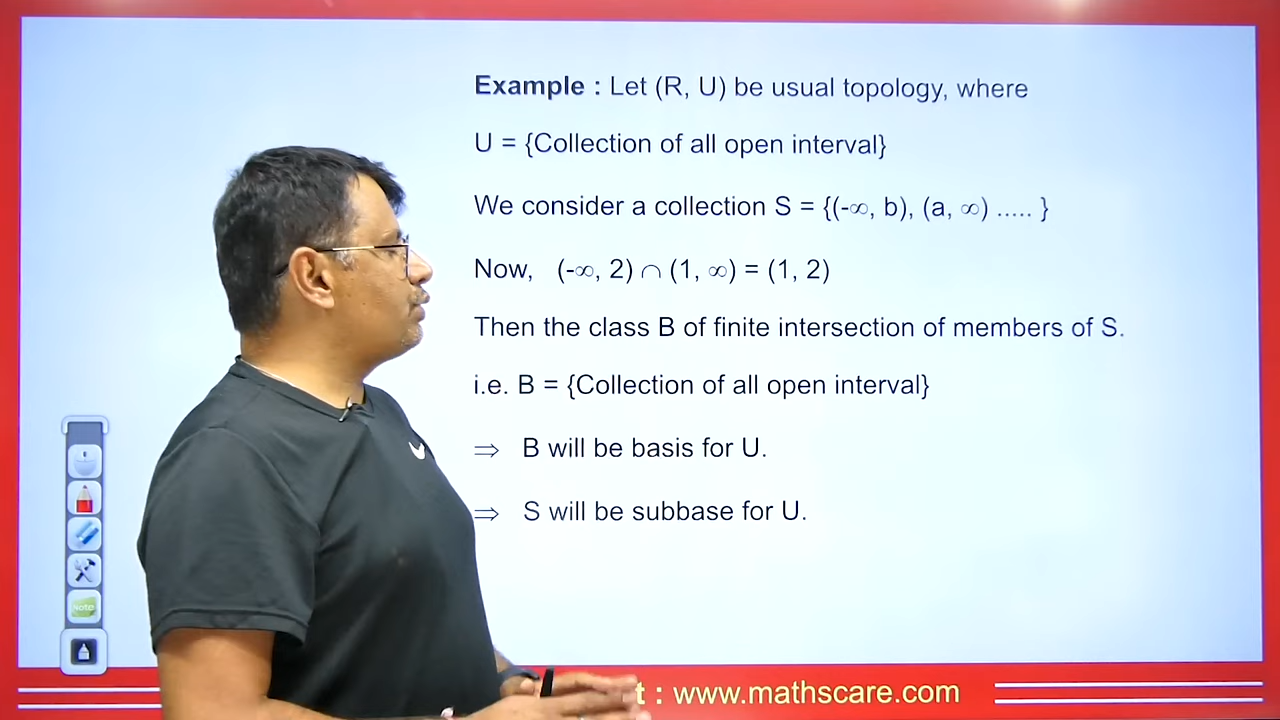 Example : Let (R, U) be usual topology, where
U = {Collection of all open interval}
We consider a collection S = {(-∞, b), (a, ∞) ..... }
Now, (-∞, 2) ∩ (1, ∞) = (1, 2)
Then the class B of finite intersection of members of S.
i.e. B = {Collection of all open interval}
⇒ B will be basis for U.
⇒ S will be subbase for U.
Note
t : www.mathscare.com